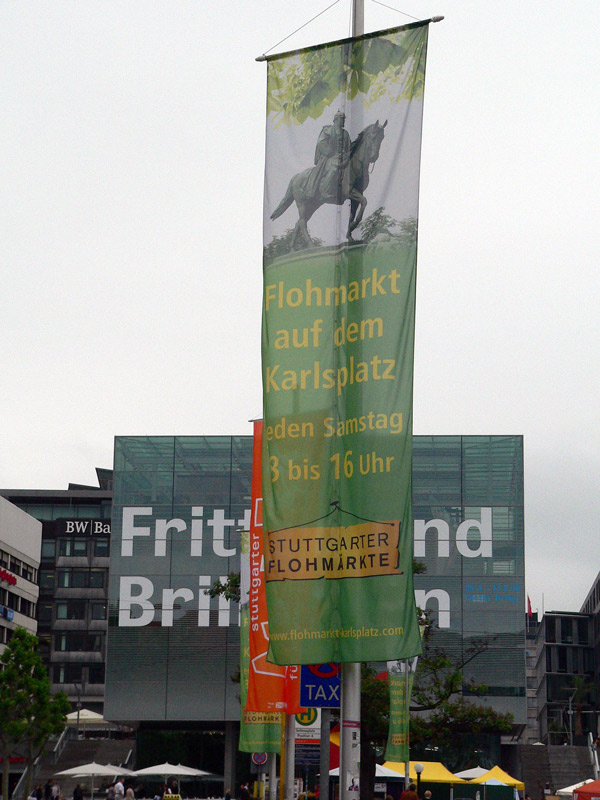 Flohmarkt
auf dem
Karlsplatz
jeden Samstag
8 bis 16 Uhr
STUTTGARTER
FLOHMÄRKTE
www.flohmarkt-karlsplatz.com
BW Ba
Fritt nd
Brin n
stuttgarter
TAXI
H